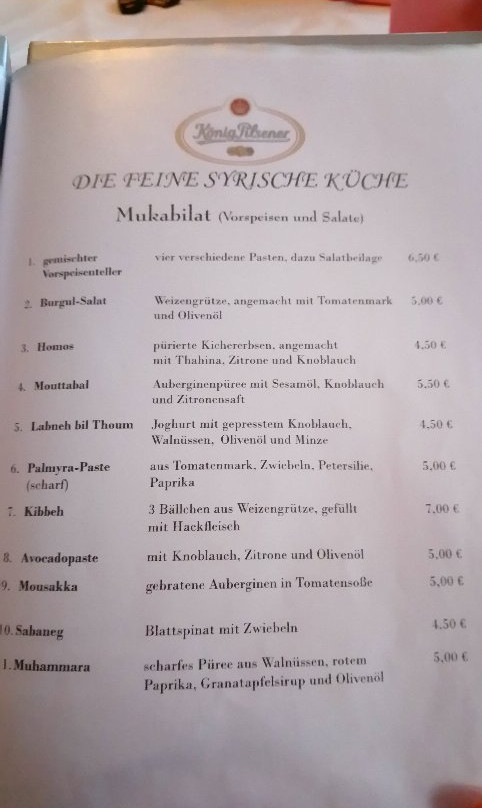 König Pilsener
DIE FEINE SYRISCHE KÜCHE
Mukabilat (Vorspeisen und Salate)
1. gemischter vier verschiedene Pasten, dazu Salatbeilage 6,50 €
Vorspeisenteller
2. Burgul-Salat Weizengrütze, angemacht mit Tomatenmark 5,00 €
und Olivenöl
3. Homos pürierte Kichererbsen, angemacht 4,50 €
mit Thahina, Zitrone und Knoblauch
4. Mouttabal Auberginenpüree mit Sesamöl, Knoblauch 5,50 €
und Zitronensaft
5. Labneh bil Thoum Joghurt mit gepresstem Knoblauch, 4,50 €
Walnüssen, Olivenöl und Minze
6. Palmyra-Paste aus Tomatenmark, Zwiebeln, Petersilie, 5,00 €
(scharf) Paprika
7. Kibbeh 3 Bällchen aus Weizengrütze, gefüllt 7,00 €
mit Hackfleisch
8. Avocadopaste mit Knoblauch, Zitrone und Olivenöl 5,00 €
9. Mousakka gebratene Auberginen in Tomatensoße 5,00 €
10. Sabaneg Blattspinat mit Zwiebeln 4,50 €
1. Muhammara scharfes Püree aus Walnüssen, rotem 5,00 €
Paprika, Granatapfelsirup und Olivenöl